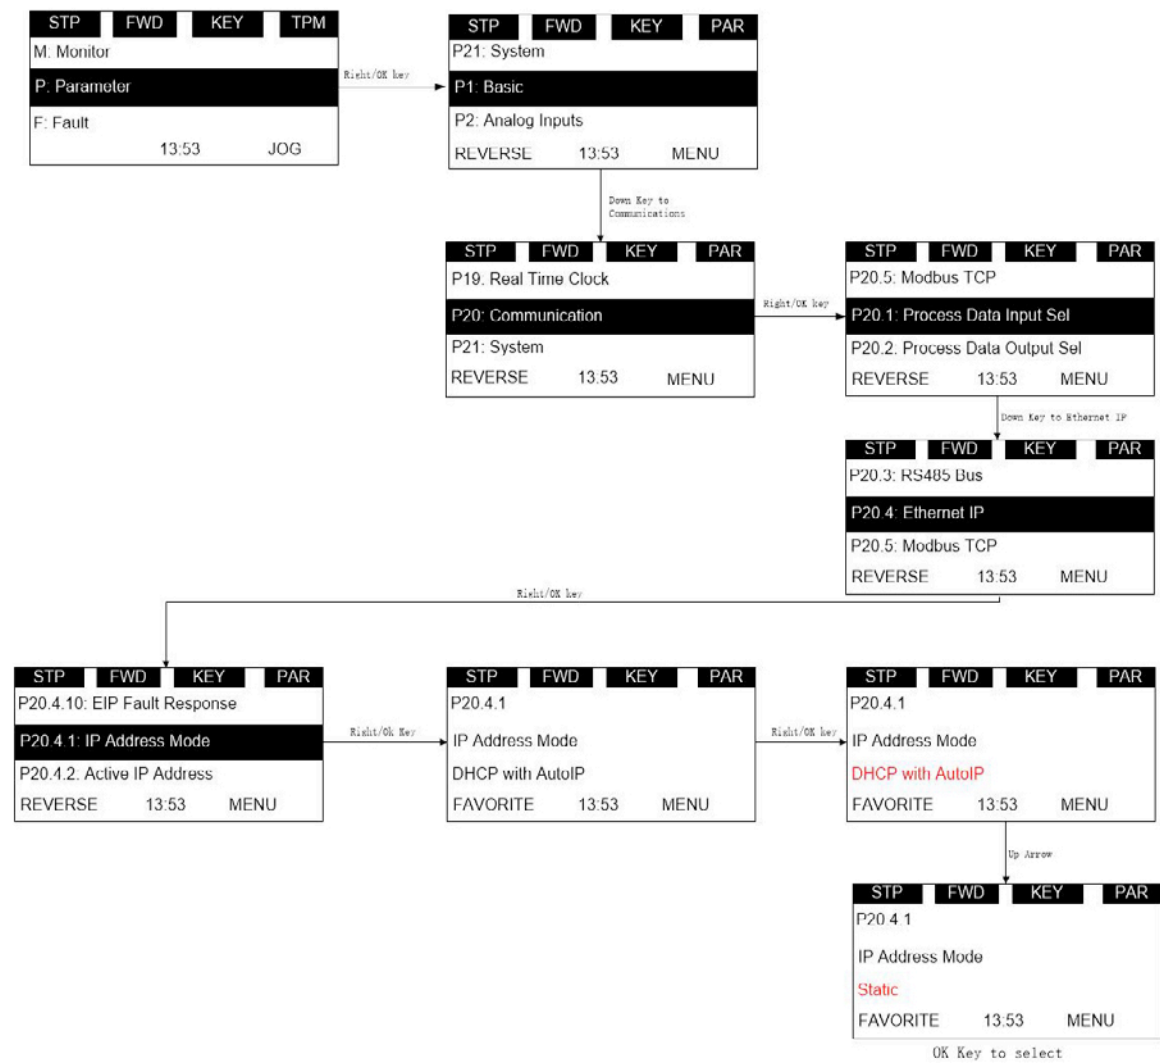 STP FWD KEY TPM
M: Monitor
P: Parameter
F: Fault
13:53 JOG
Right/OK key
STP FWD KEY PAR
P21: System
P1: Basic
P2: Analog Inputs
REVERSE 13:53 MENU
Down Key to
Communications
STP FWD KEY PAR
P19. Real Time Clock
P20: Communication
P21: System
REVERSE 13.53 MENU
Right/OK key
STP FWD KEY PAR
P20.5: Modbus TCP
P20.1: Process Data Input Sel
P20.2. Process Data Output Sel
REVERSE 13:53 MENU
Down Key to Ethernet IP
STP FWD KEY PAR
P20.3: RS485 Bus
P20.4: Ethernet IP
P20.5: Modbus TCP
REVERSE 13:53 MENU
Right/OK key
STP FWD KEY PAR
P20.4.10: EIP Fault Response
P20.4.1: IP Address Mode
P20.4.2. Active IP Address
REVERSE 13:53 MENU
Right/Ok Key
STP FWD KEY PAR
P20.4.1
IP Address Mode
DHCP with AutoIP
FAVORITE 13:53 MENU
Right/OK key
STP FWD KEY PAR
P20.4.1
IP Address Mode
DHCP with AutoIP
FAVORITE 13:53 MENU
Up Arrow
STP FWD KEY PAR
P20 4 1
IP Address Mode
Static
FAVORITE 13:53 MENU
OK Key to select